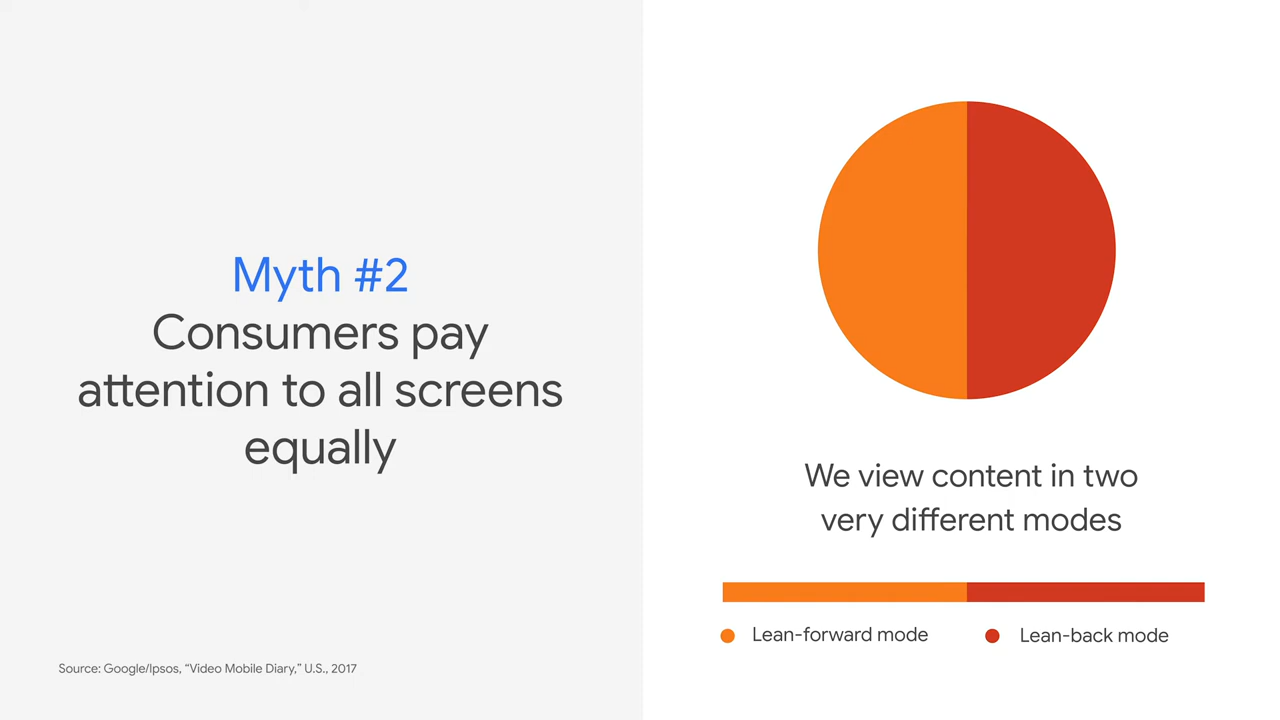 Myth #2
Consumers pay
attention to all screens
equally
Source: Google/Ipsos, “Video Mobile Diary,” U.S., 2017
We view content in two
very different modes
Lean-forward mode
Lean-back mode